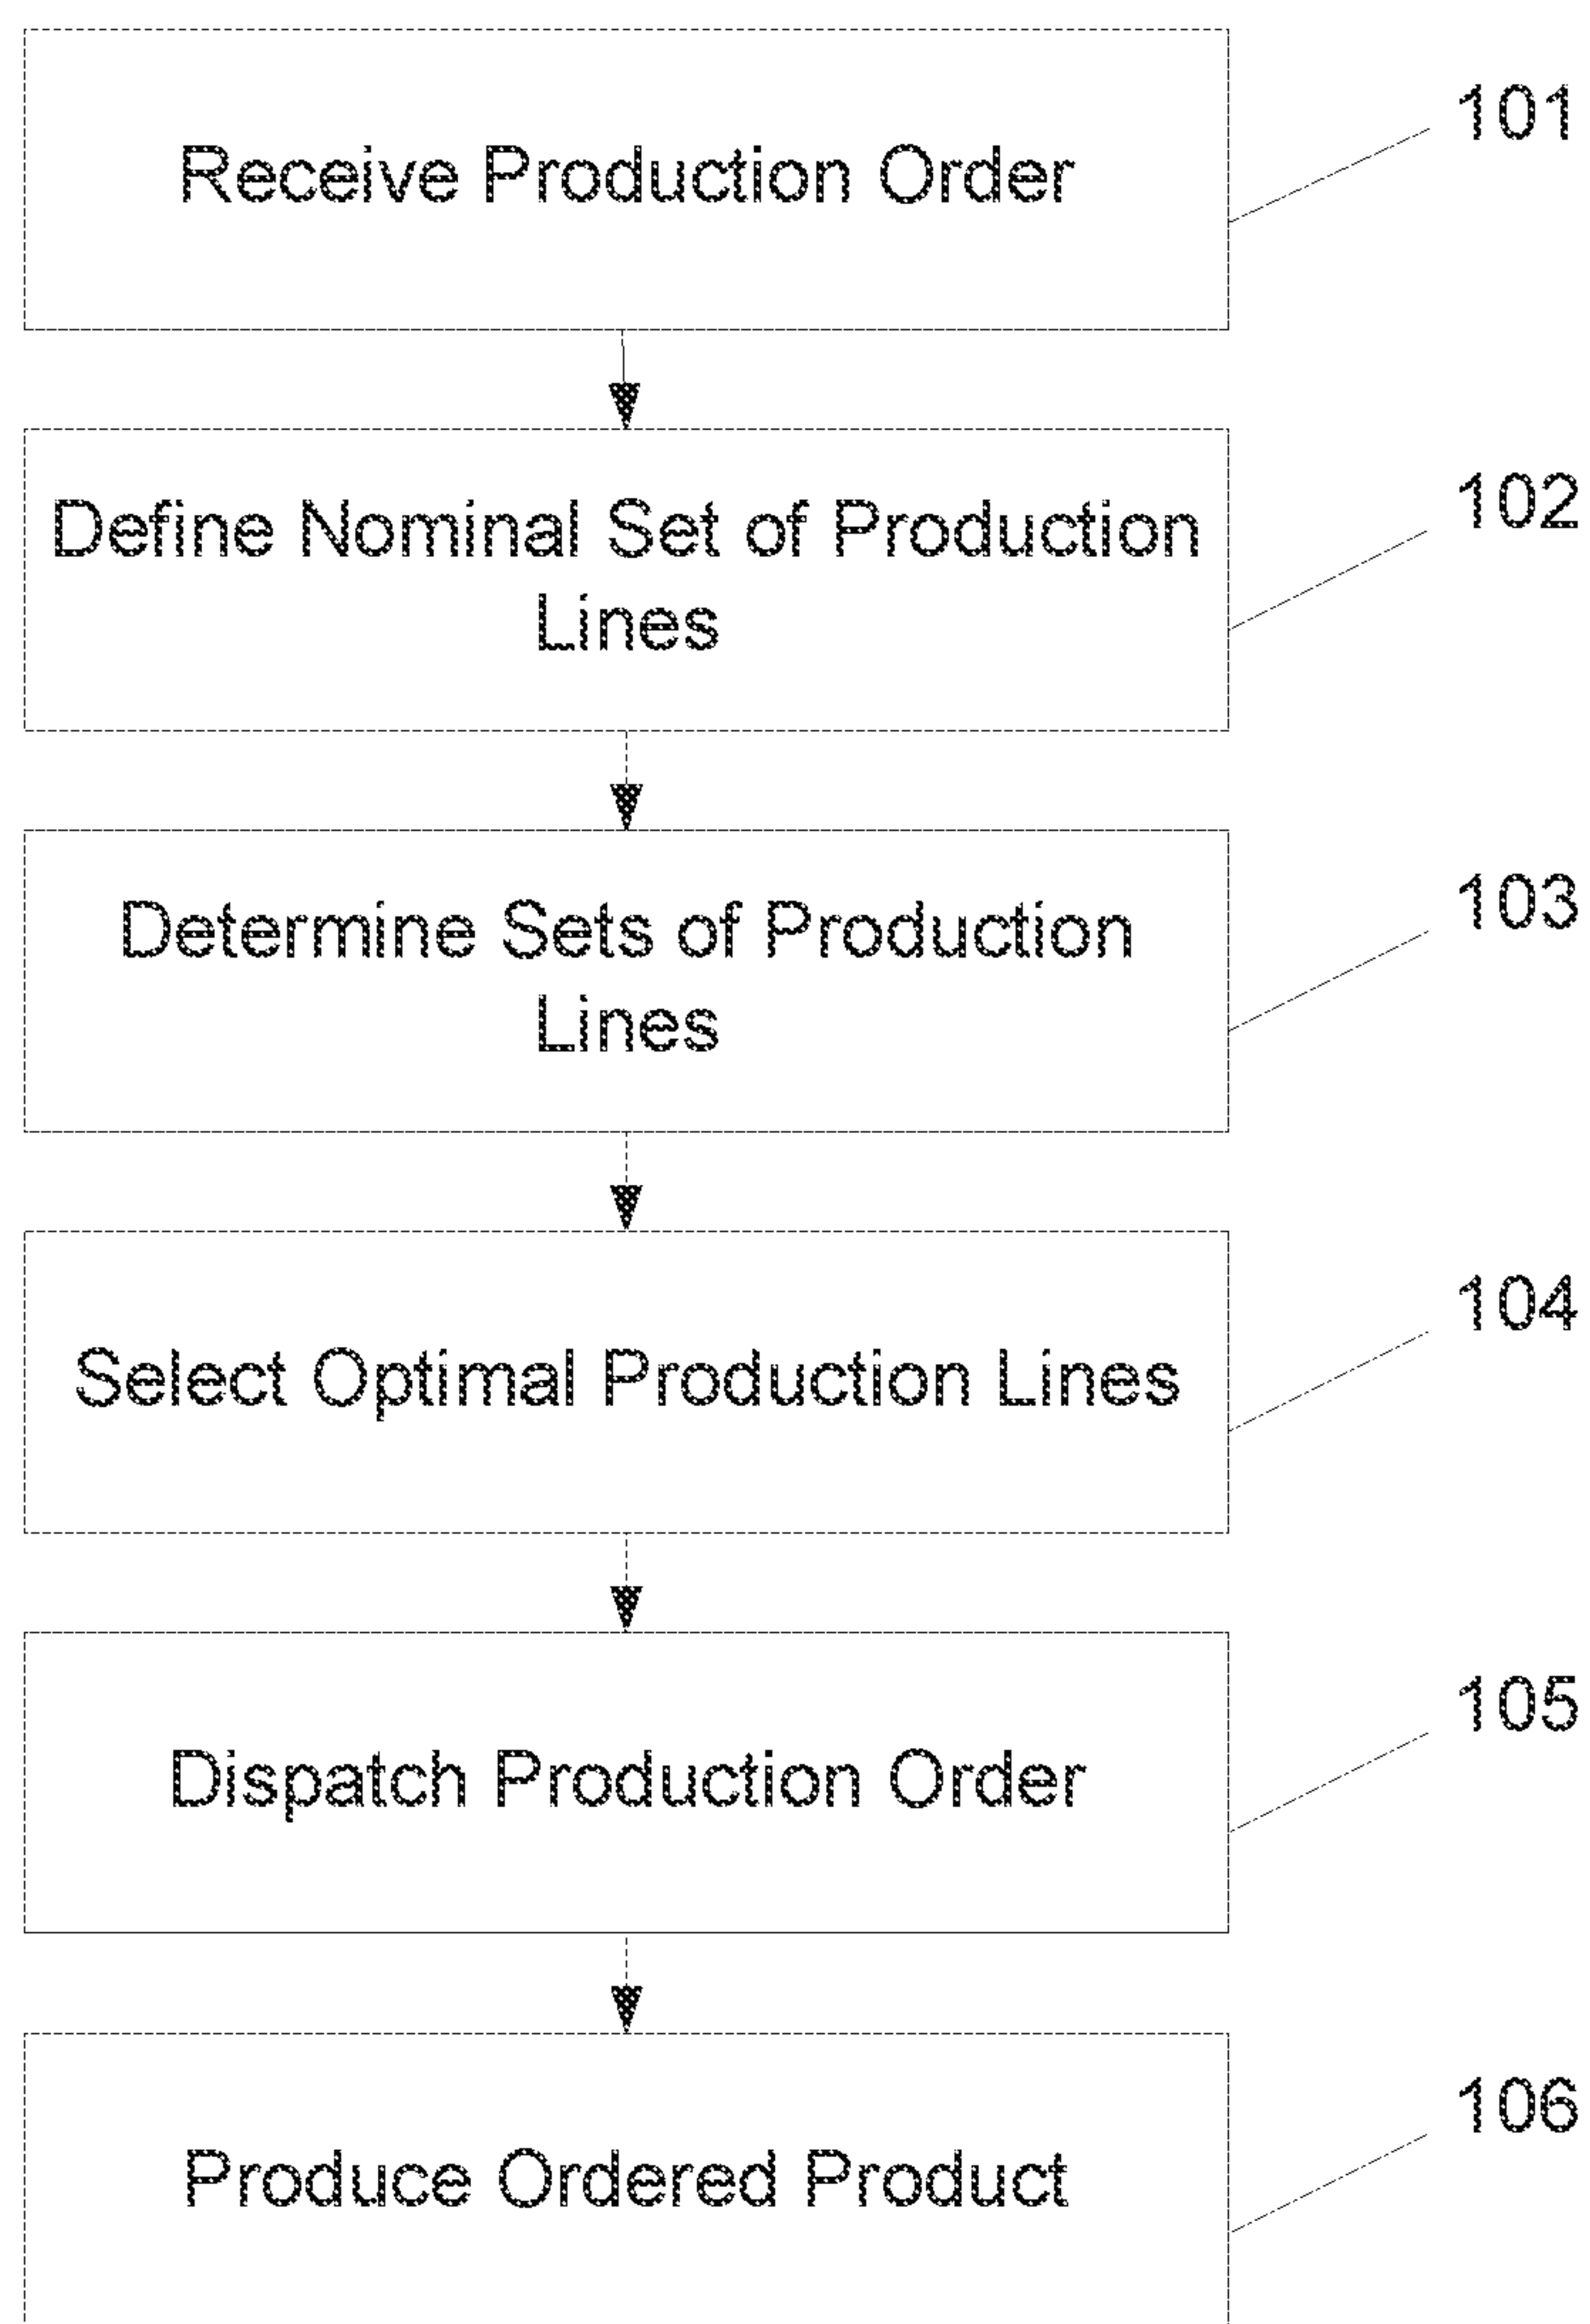 Receive Production Order
101
Define Nominal Set of Production
Lines
102
Determine Sets of Production
Lines
103
Select Optimal Production Lines
104
Dispatch Production Order
105
Produce Ordered Product
106